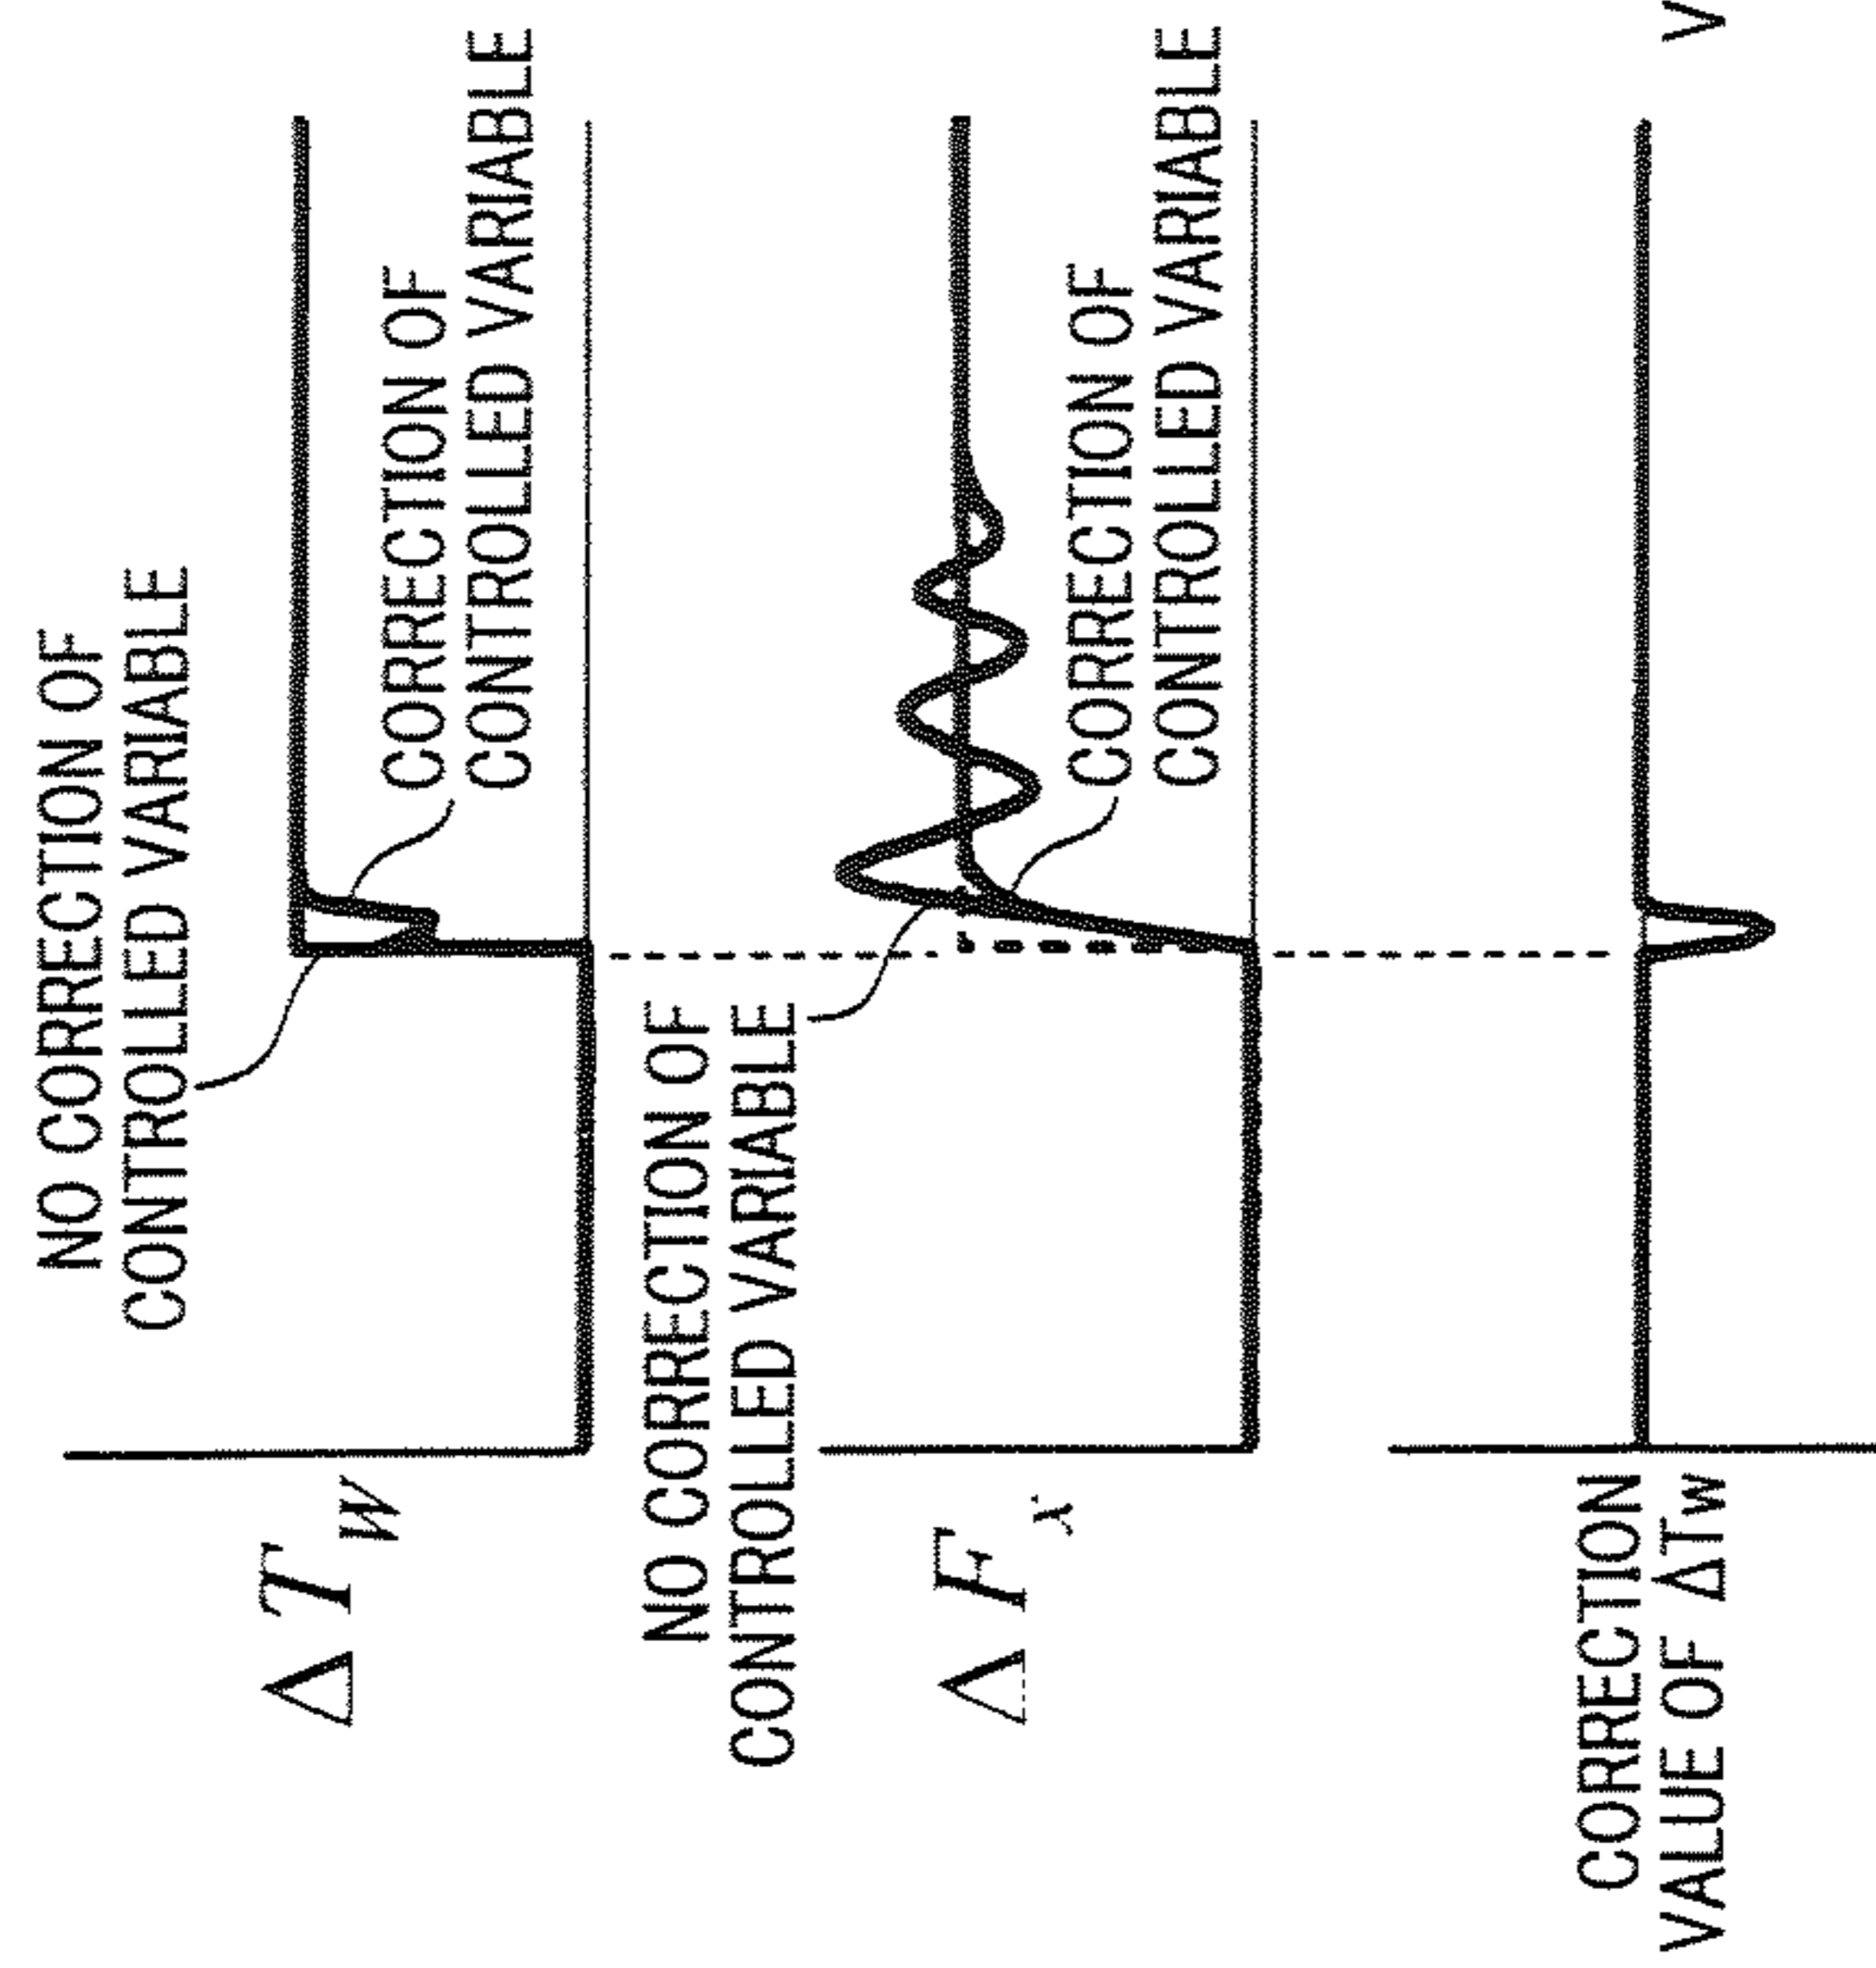 NO CORRECTION OF
CONTROLLED VARIABLE
ΔTW
CORRECTION OF
CONTROLLED VARIABLE
NO CORRECTION OF
CONTROLLED VARIABLE
ΔFx
CORRECTION OF
CONTROLLED VARIABLE
CORRECTION
VALUE OF ΔTw
V